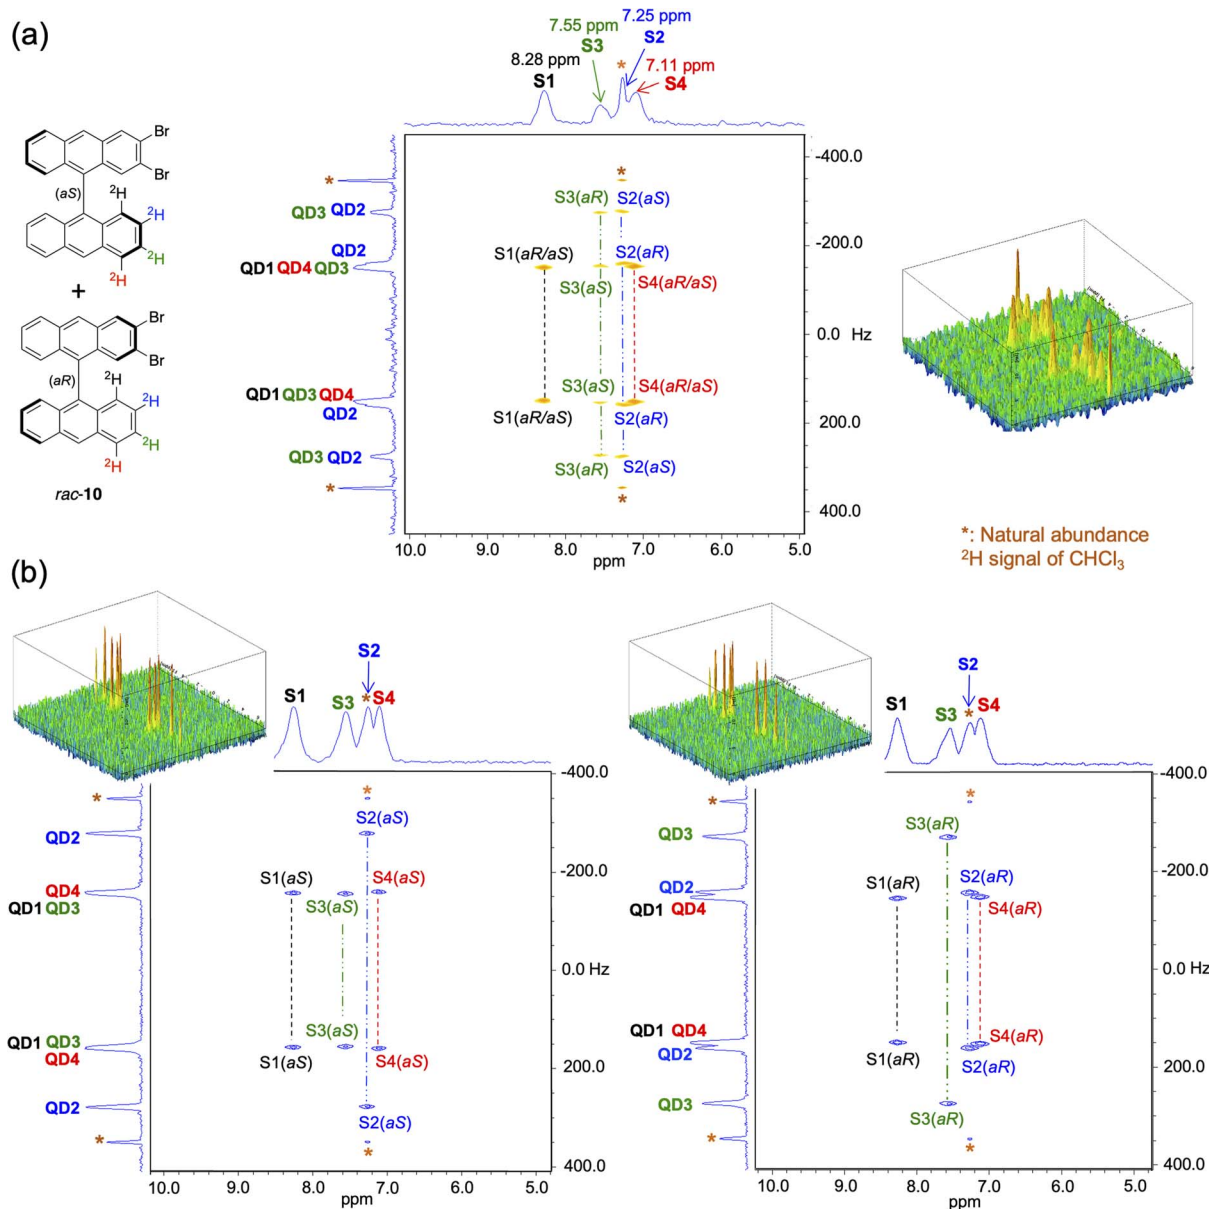 (a)
7.55 ppm
7.25 ppm
S3
S2
8.28 ppm
*
7.11 ppm
S1
S4
Br
Br
(aS)
²H
²H
²H
²H
+
Br
Br
(aR)
²H
²H
²H
²H
rac-10
*
QD3 QD2
QD2
QD1 QD4 QD3
QD1 QD3 QD4
QD2
QD3 QD2
*
*
S3(aR)
S2(aS)
S1(aR/aS)
S2(aR)
S3(aS)
S4(aR/aS)
S3(aS)
S4(aR/aS)
S1(aR/aS)
S2(aR)
S3(aR)
S2(aS)
*
-400.0
-200.0
0.0 Hz
200.0
400.0
10.0 9.0 8.0 7.0 6.0 5.0
ppm
*: Natural abundance
²H signal of CHCl₃
(b)
S2
S1
S3
*
S4
*
QD2
QD4
QD1 QD3
QD1 QD3
QD4
QD2
*
*
S2(aS)
S1(aS)
S4(aS)
S3(aS)
S3(aS)
S1(aS)
S4(aS)
S2(aS)
*
-400.0
-200.0
0.0 Hz
200.0
400.0
10.0 9.0 8.0 7.0 6.0
ppm
S2
S1
S3
*
S4
*
QD3
QD2
QD1 QD4
QD1 QD4
QD2
QD3
*
*
S3(aR)
S1(aR)
S2(aR)
S4(aR)
S4(aR)
S1(aR)
S2(aR)
S3(aR)
*
-400.0
-200.0
0.0 Hz
200.0
400.0
10.0 9.0 8.0 7.0 6.0 5.0
ppm